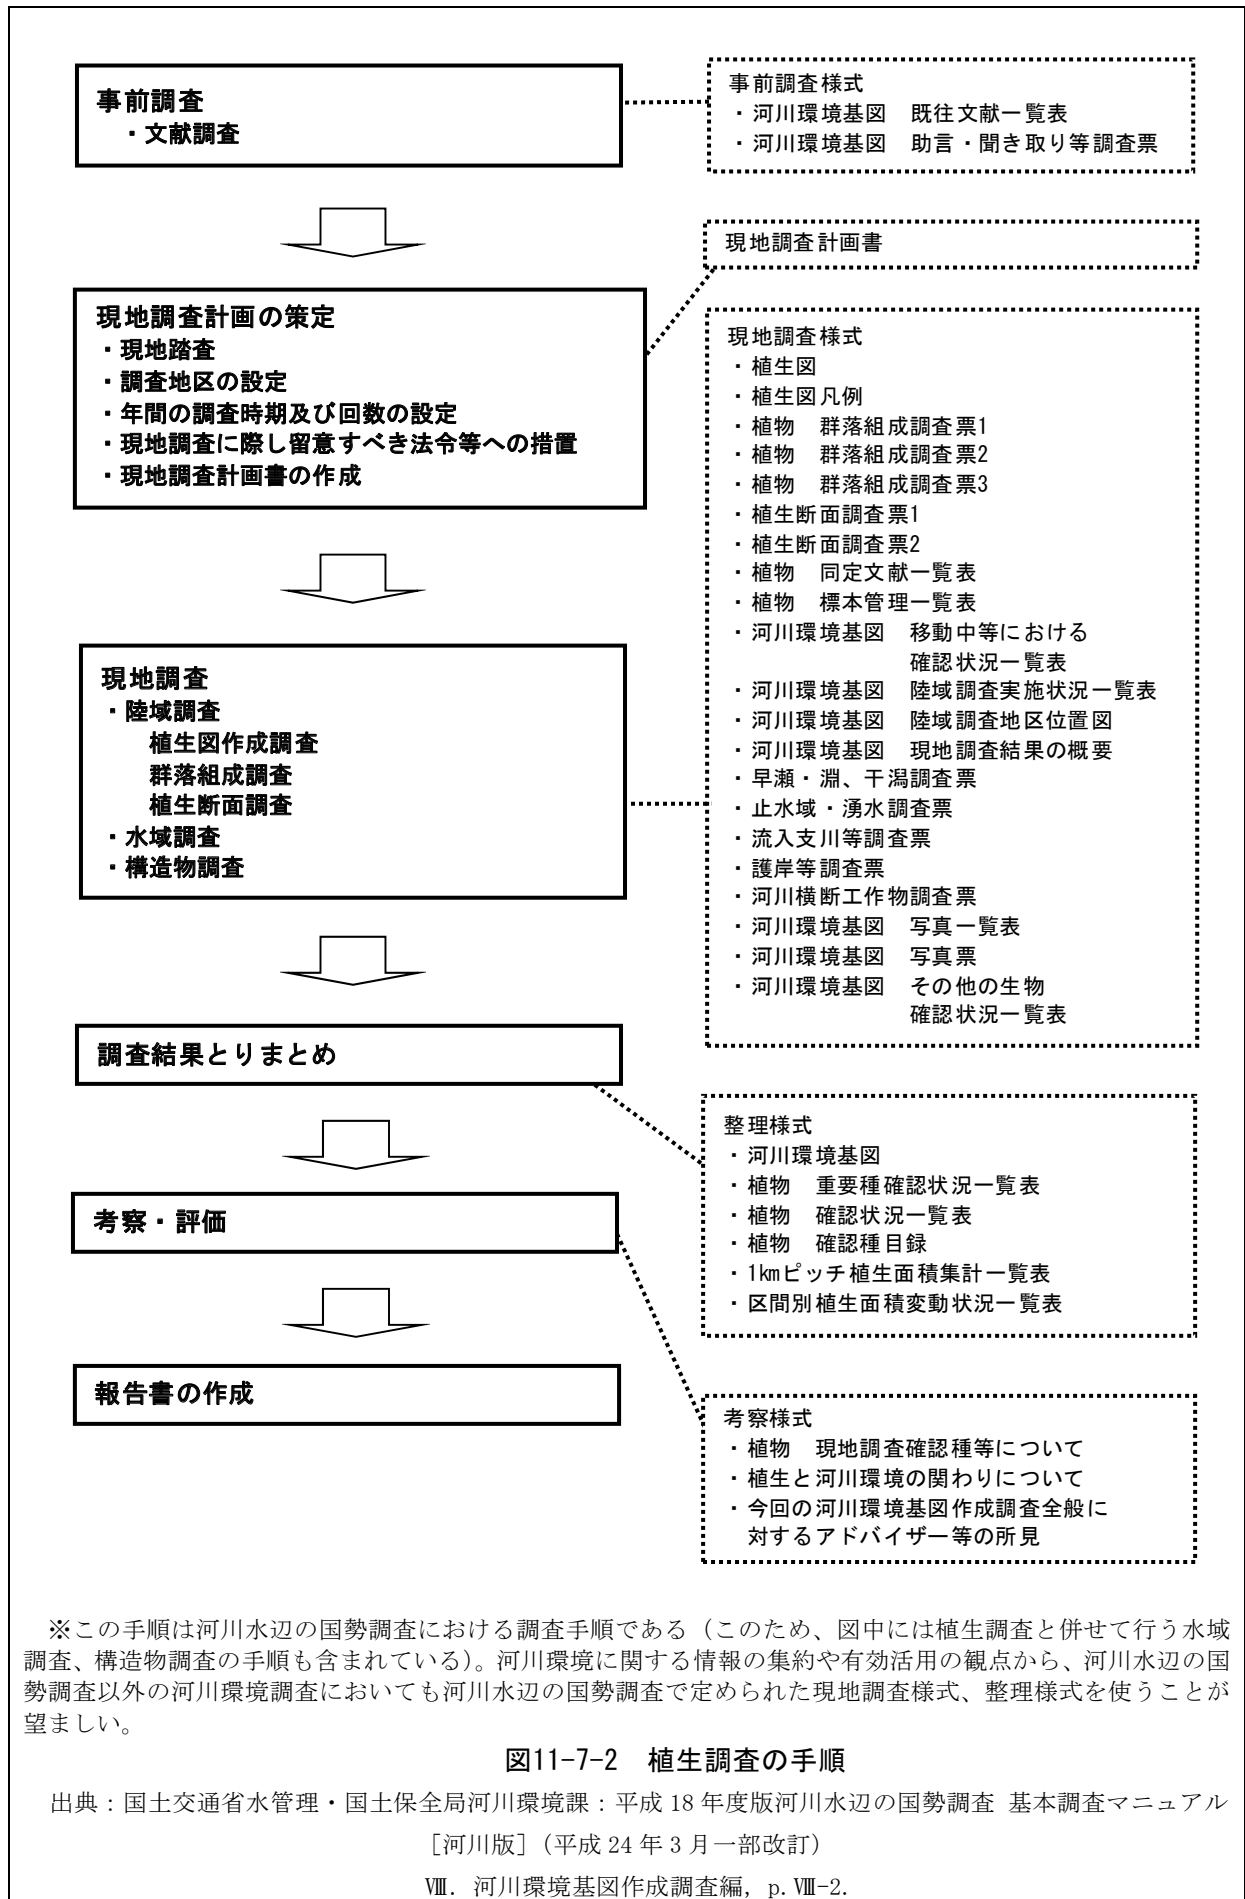 事前調査
・文献調査
事前調査様式
・河川環境基図　既往文献一覧表
・河川環境基図　助言・聞き取り等調査票
現地調査計画書
現地調査計画の策定
・現地踏査
・調査地区の設定
・年間の調査時期及び回数の設定
・現地調査に際し留意すべき法令等への措置
・現地調査計画書の作成
現地調査様式
・植生図
・植生図凡例
・植物　群落組成調査票1
・植物　群落組成調査票2
・植物　群落組成調査票3
・植生断面調査票1
・植生断面調査票2
・植物　同定文献一覧表
・植物　標本管理一覧表
・河川環境基図　移動中等における
確認状況一覧表
・河川環境基図　陸域調査実施状況一覧表
・河川環境基図　陸域調査地区位置図
・河川環境基図　現地調査結果の概要
・早瀬・淵、干潟調査票
・止水域・湧水調査票
・流入支川等調査票
・護岸等調査票
・河川横断工作物調査票
・河川環境基図　写真一覧表
・河川環境基図　写真票
・河川環境基図　その他の生物
確認状況一覧表
現地調査
・陸域調査
植生図作成調査
群落組成調査
植生断面調査
・水域調査
・構造物調査
調査結果とりまとめ
整理様式
・河川環境基図
・植物　重要種確認状況一覧表
・植物　確認状況一覧表
・植物　確認種目録
・1kmピッチ植生面積集計一覧表
・区間別植生面積変動状況一覧表
考察・評価
報告書の作成
考察様式
・植物　現地調査確認種等について
・植生と河川環境の関わりについて
・今回の河川環境基図作成調査全般に
対するアドバイザー等の所見
※この手順は河川水辺の国勢調査における調査手順である（このため、図中には植生調査と併せて行う水域
調査、構造物調査の手順も含まれている）。河川環境に関する情報の集約や有効活用の観点から、河川水辺の国
勢調査以外の河川環境調査においても河川水辺の国勢調査で定められた現地調査様式、整理様式を使うことが
望ましい。
図11-7-2　植生調査の手順
出典：国土交通省水管理・国土保全局河川環境課：平成 18 年度版河川水辺の国勢調査 基本調査マニュアル
［河川版］（平成 24 年 3 月一部改訂）
Ⅷ. 河川環境基図作成調査編, p.Ⅷ-2.